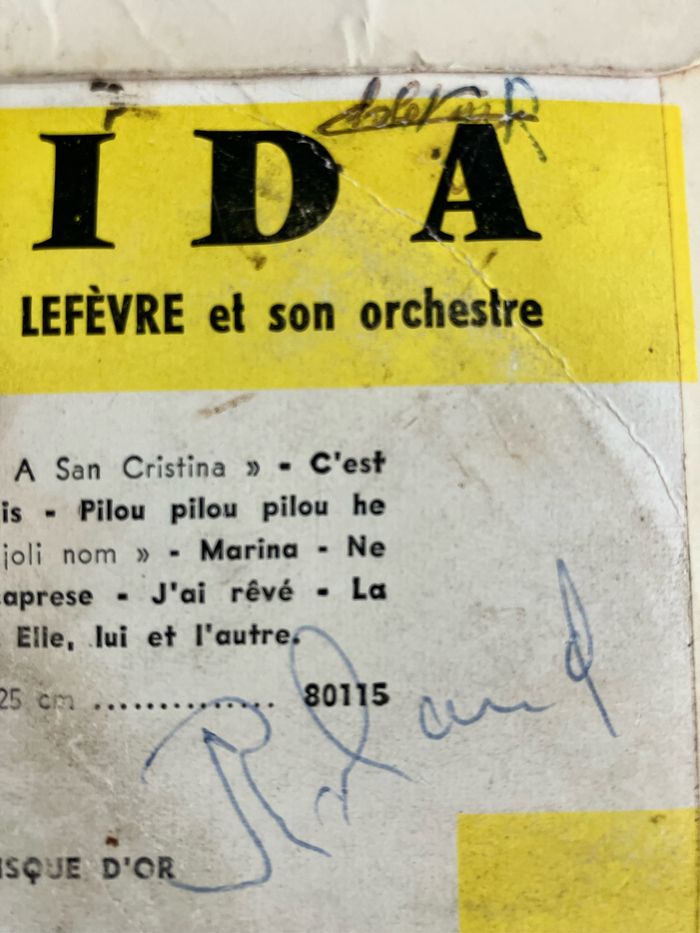 IDA
LEFÈVRE et son orchestre
A San Cristina » - C'est
is - Pilou pilou pilou he
joli nom » - Marina - Ne
aprese - J'ai rêvé - La
Elle, lui et l'autre.
25 cm .............. 80115
Roland
ISQUE D'OR